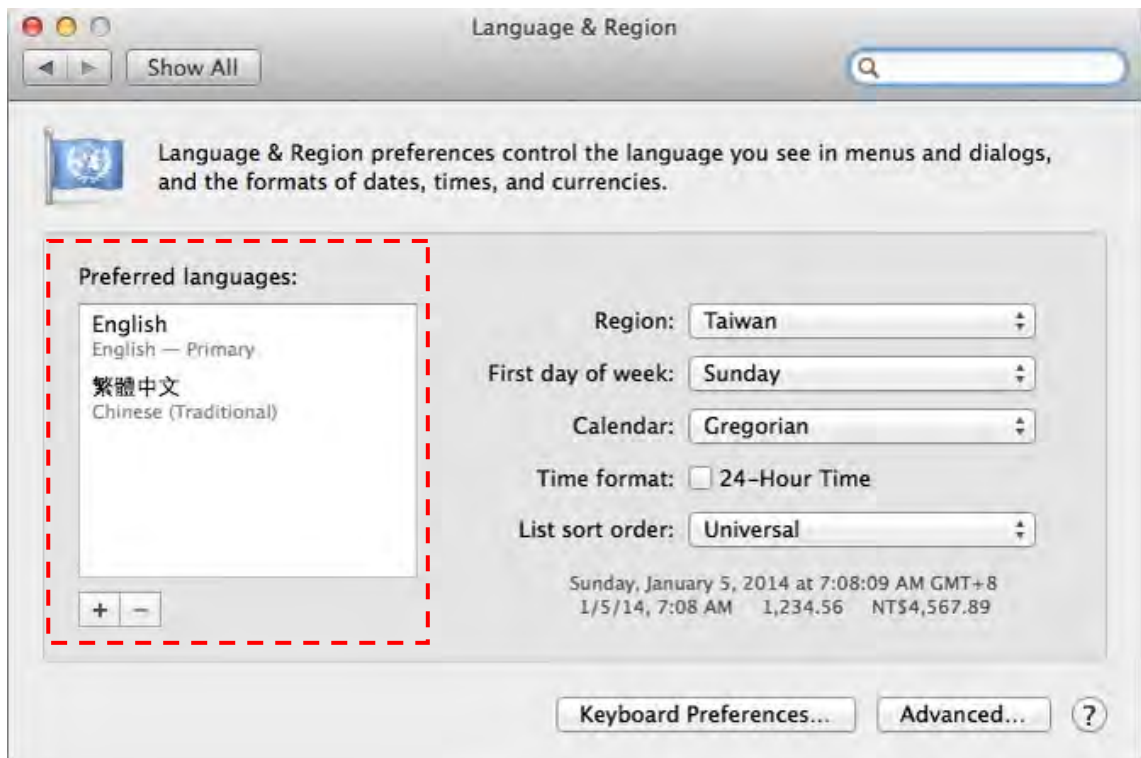 Language & Region
Show All
Language & Region preferences control the language you see in menus and dialogs,
and the formats of dates, times, and currencies.
Preferred languages:
English
English — Primary
繁體中文
Chinese (Traditional)
+ −
Region: Taiwan
First day of week: Sunday
Calendar: Gregorian
Time format: 24-Hour Time
List sort order: Universal
Sunday, January 5, 2014 at 7:08:09 AM GMT+8
1/5/14, 7:08 AM 1,234.56 NT$4,567.89
Keyboard Preferences... Advanced... ?